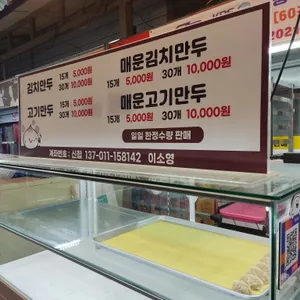 김치만두 15개 5,000원
30개 10,000원
고기만두 15개 5,000원
30개 10,000원
매운김치만두
15개 5,000원 30개 10,000원
매운고기만두
15개 5,000원 30개 10,000원
일일 한정수량 판매
계좌번호 : 신협 137-011-158142 이소영